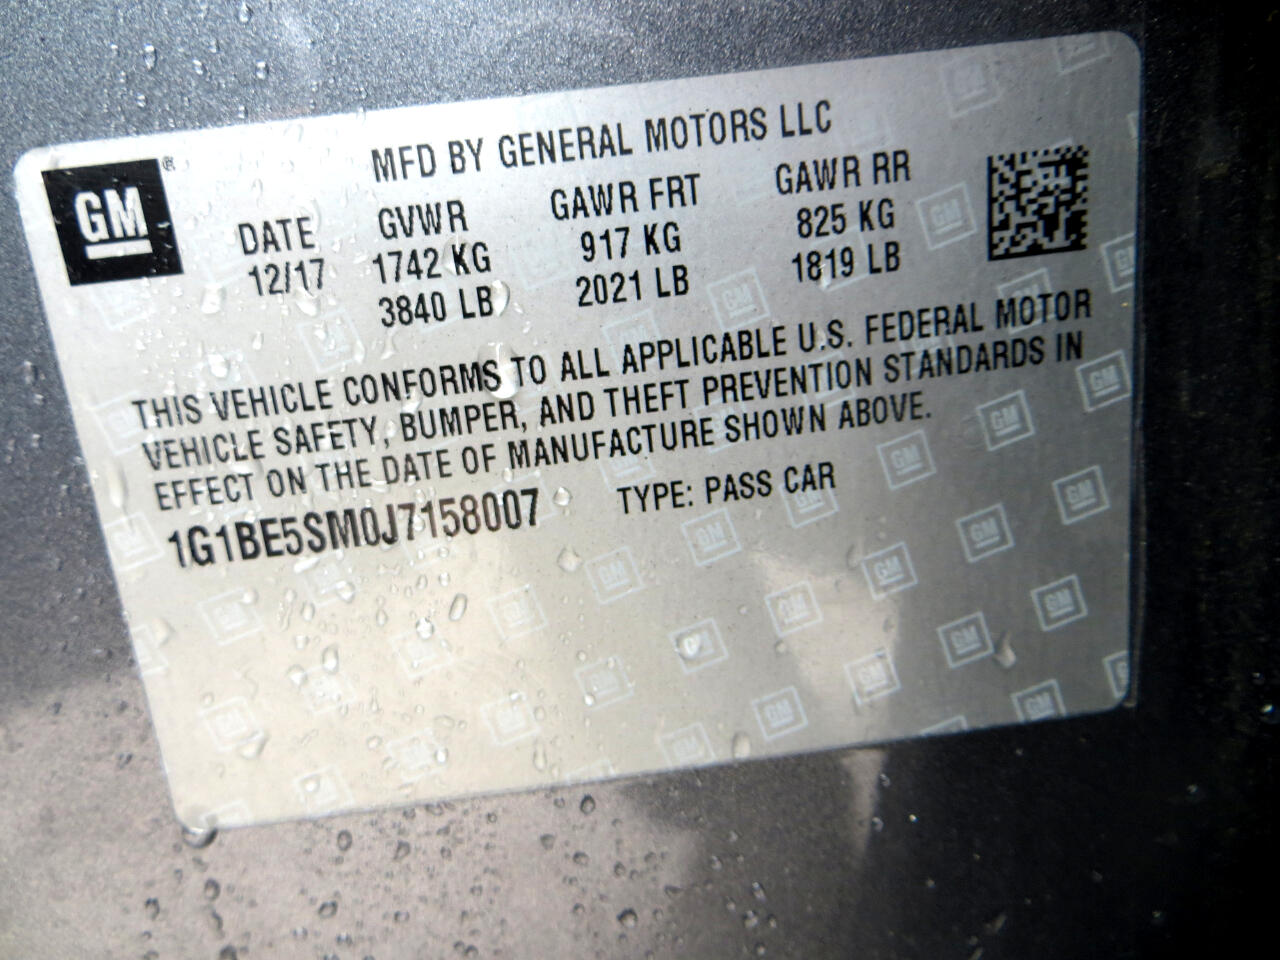 GM®
MFD BY GENERAL MOTORS LLC
DATE GVWR GAWR FRT GAWR RR
12/17 1742 KG 917 KG 825 KG
3840 LB 2021 LB 1819 LB
THIS VEHICLE CONFORMS TO ALL APPLICABLE U.S. FEDERAL MOTOR
VEHICLE SAFETY, BUMPER, AND THEFT PREVENTION STANDARDS IN
EFFECT ON THE DATE OF MANUFACTURE SHOWN ABOVE.
1G1BE5SM0J7158007 TYPE: PASS CAR